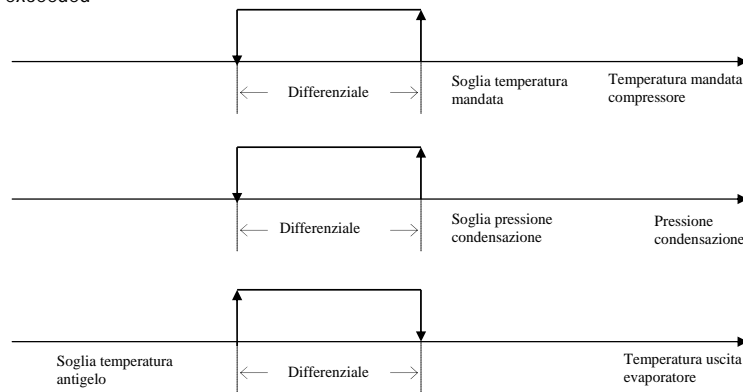 exceeded
Differenziale
Soglia temperatura
mandata
Temperatura mandata
compressore
Differenziale
Soglia pressione
condensazione
Pressione
condensazione
Soglia temperatura
antigelo
Differenziale
Temperatura uscita
evaporatore